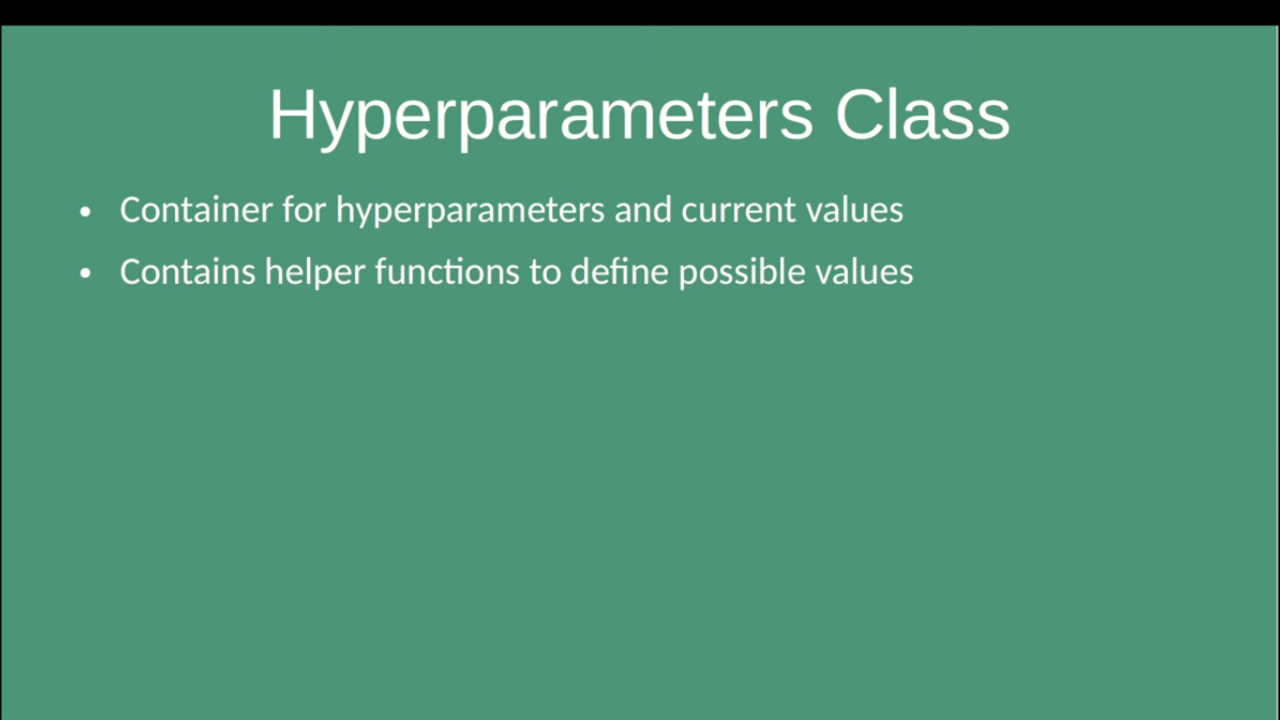 Hyperparameters Class
• Container for hyperparameters and current values
• Contains helper functions to define possible values